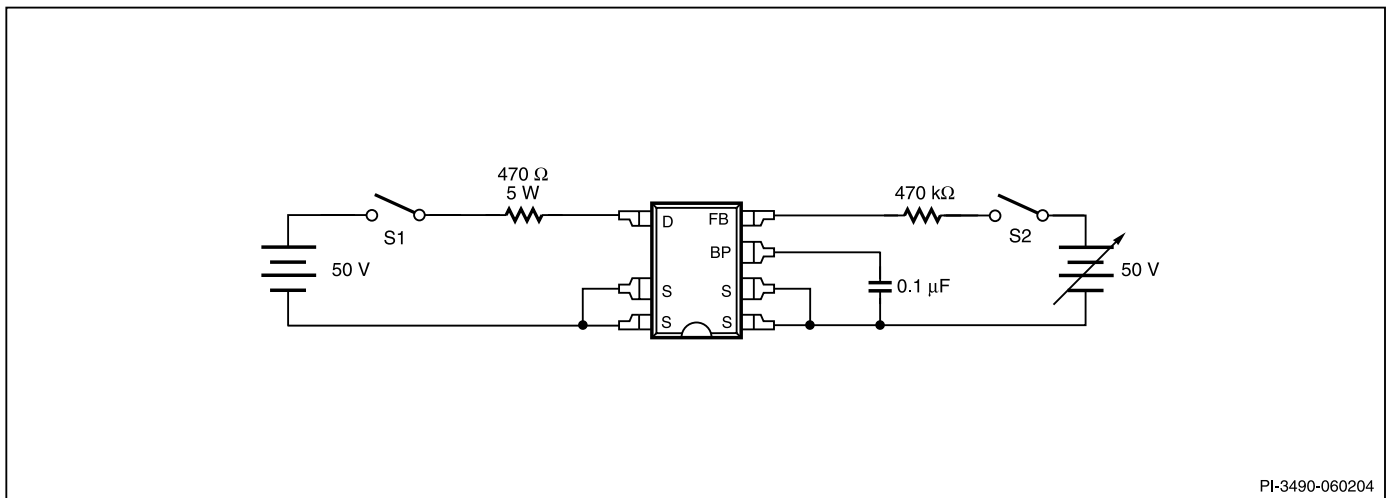 470 Ω
5 W
470 kΩ
D
FB
S1
S2
BP
50 V
50 V
0.1 µF
S
S
S
S
PI-3490-060204